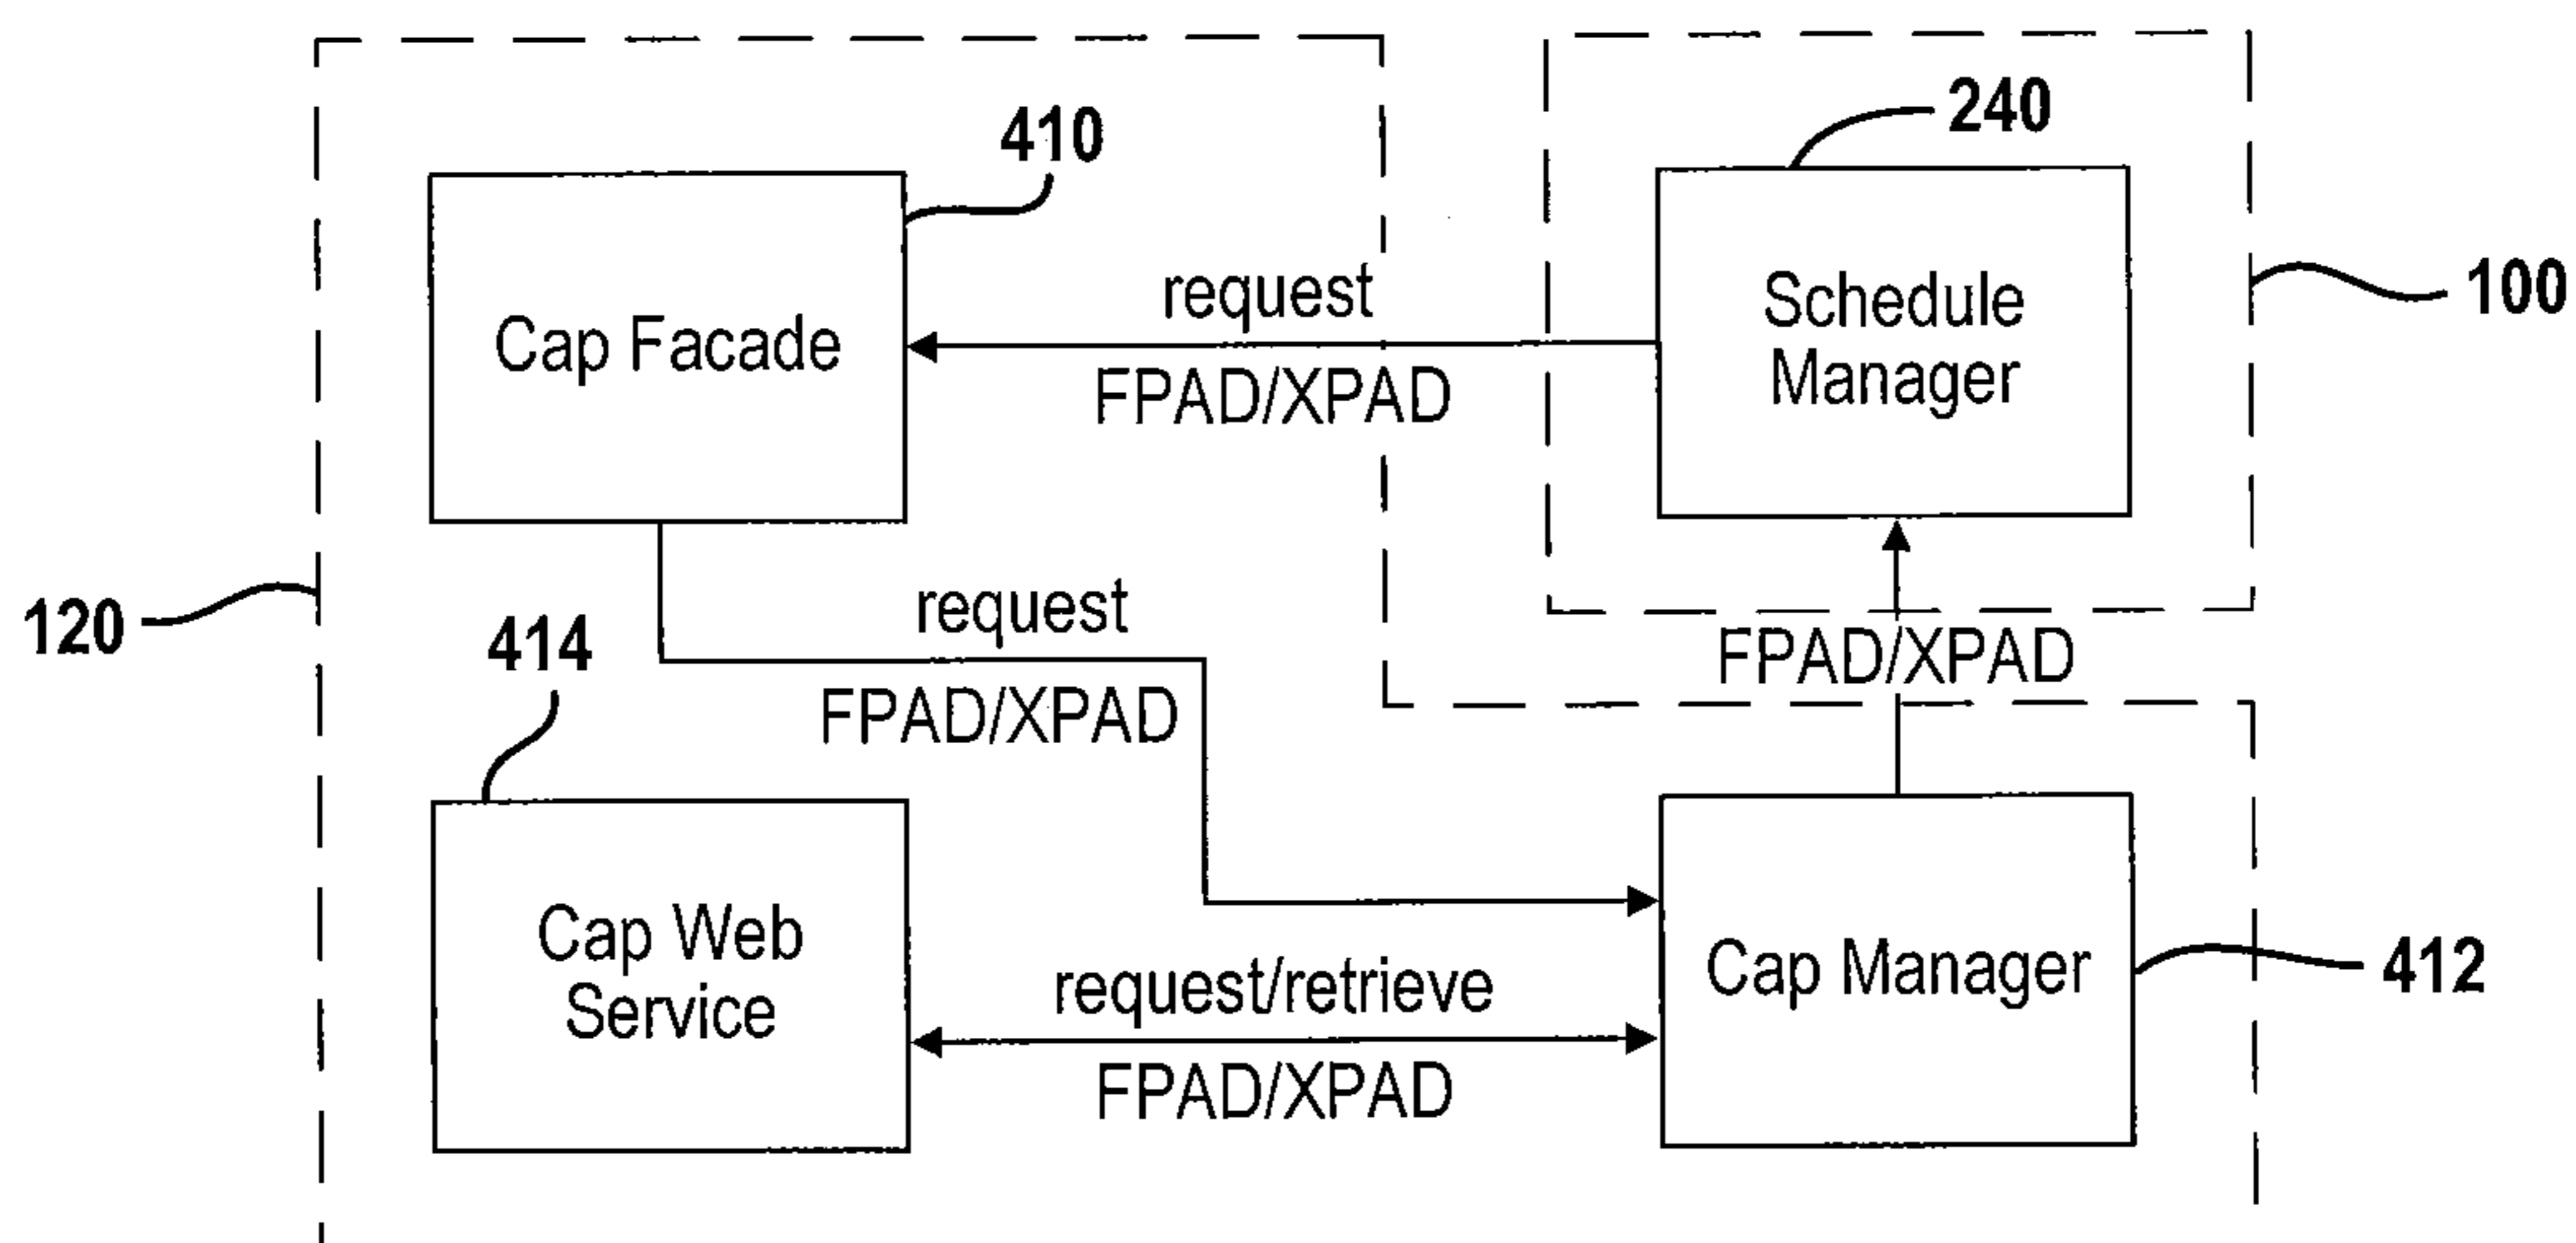 240
410
100
request
Schedule
Manager
Cap Facade
FPAD/XPAD
120
request
414
FPAD/XPAD
FPAD/XPAD
Cap Web
Service
request/retrieve
Cap Manager
412
FPAD/XPAD